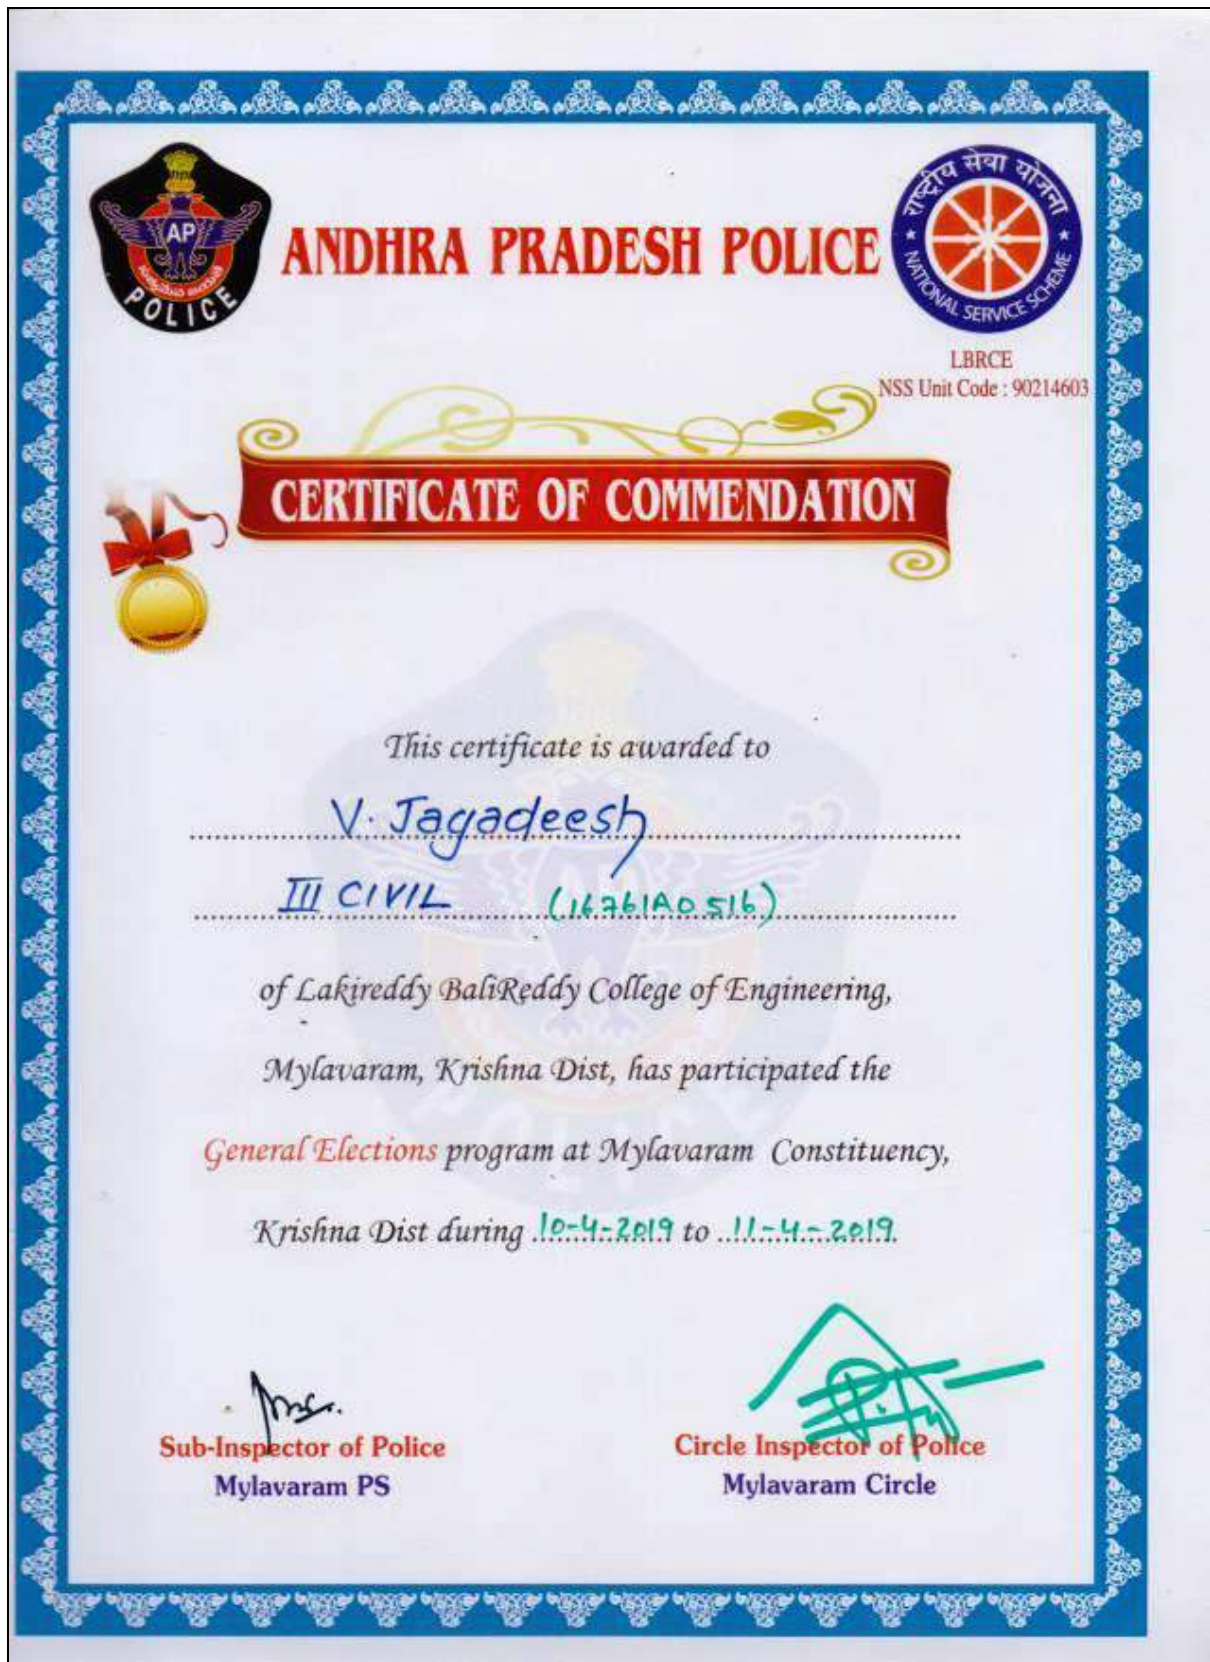 ANDHRA PRADESH POLICE
AP
POLICE
राष्ट्रीय सेवा योजना
NATIONAL SERVICE SCHEME
LBRCE
NSS Unit Code : 90214603
CERTIFICATE OF COMMENDATION
This certificate is awarded to
V. Jagadeesh
III CIVIL (16761A0516)
of Lakireddy BaliReddy College of Engineering,
Mylavaram, Krishna Dist, has participated the
General Elections program at Mylavaram Constituency,
Krishna Dist during 10-4-2019 to 11-4-2019.
Sub-Inspector of Police
Mylavaram PS
Circle Inspector of Police
Mylavaram Circle